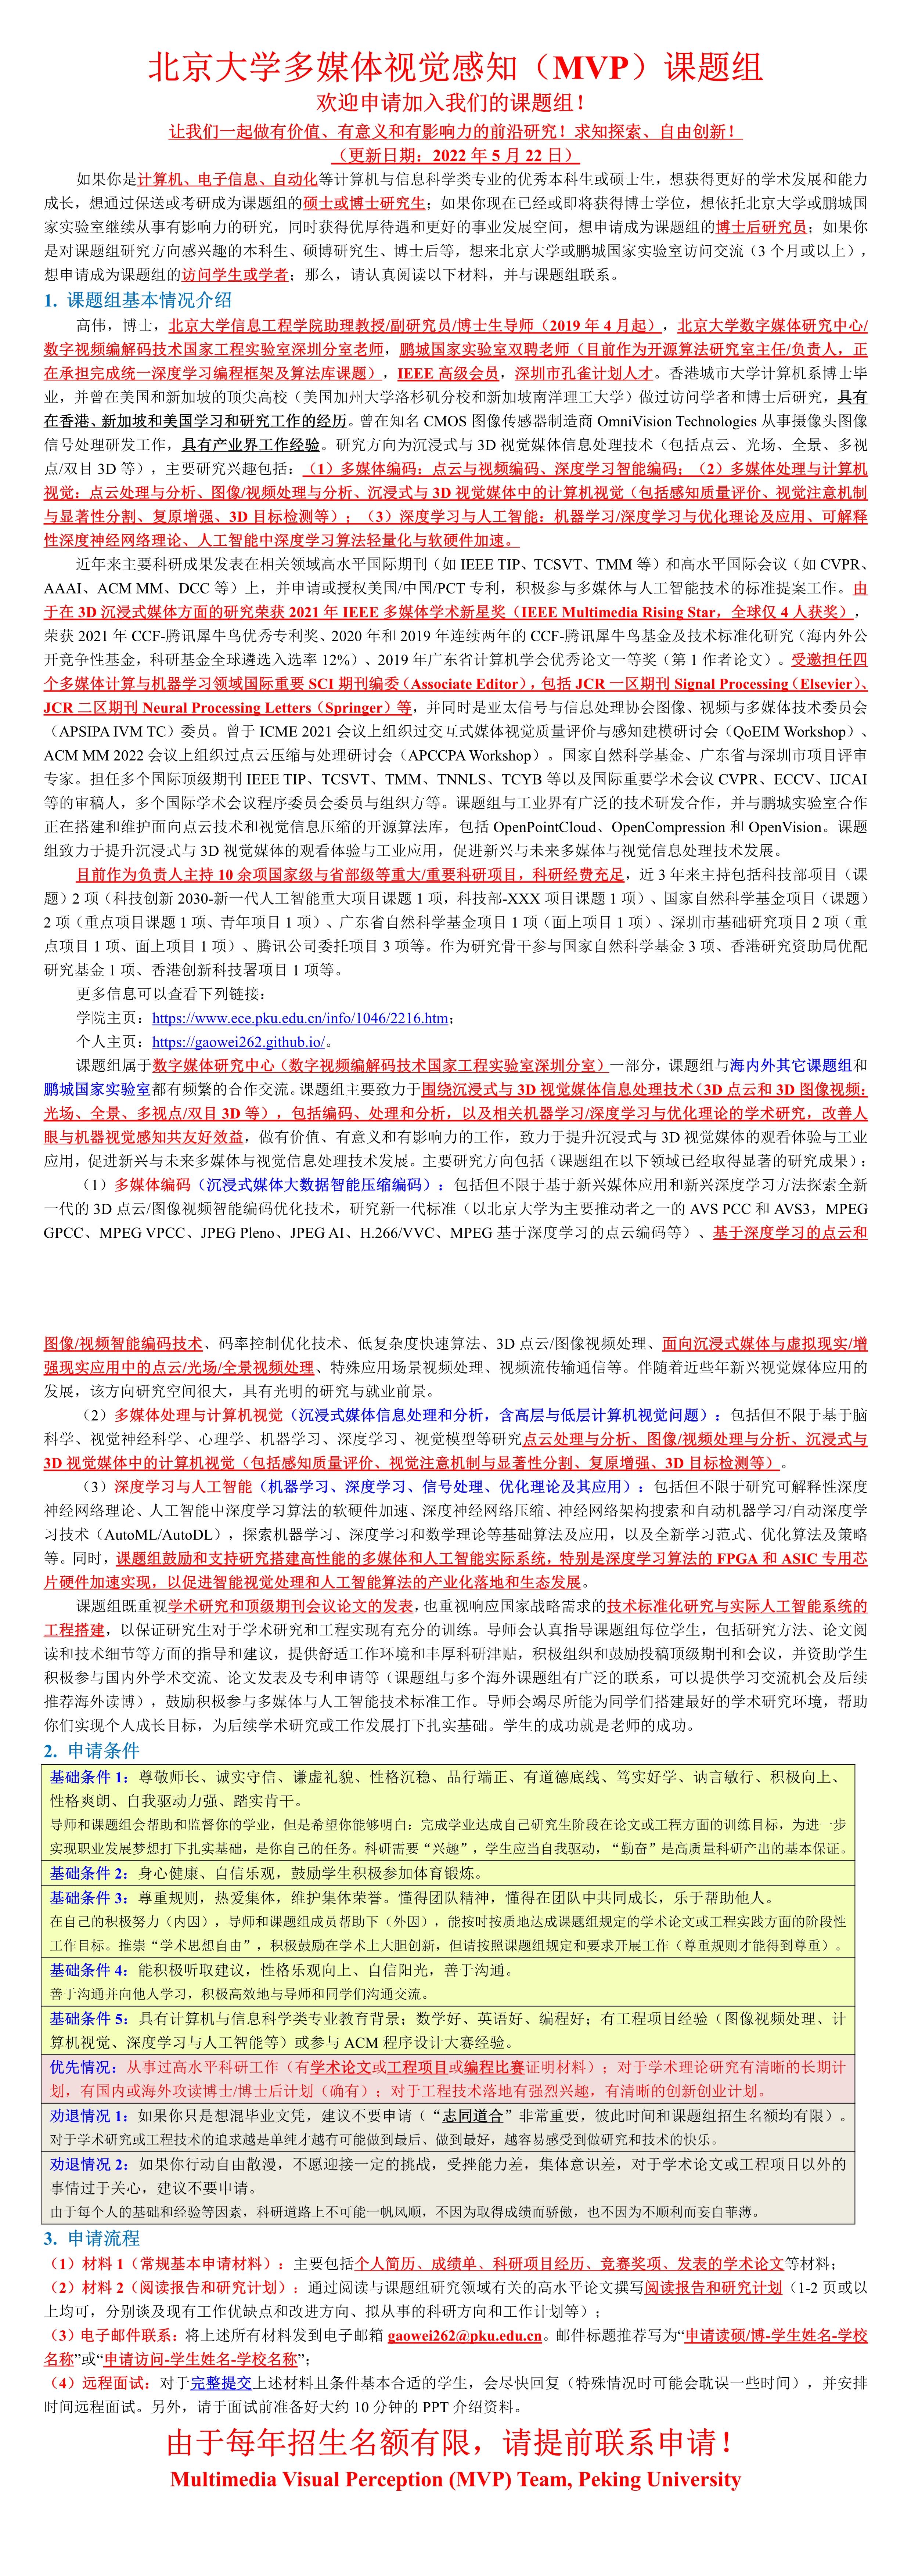 北京大学多媒体视觉感知（MVP）课题组
欢迎申请加入我们的课题组！
让我们一起做有价值、有意义和有影响力的前沿研究！求知探索、自由创新！
（更新日期：2022 年 5 月 22 日）
如果你是计算机、电子信息、自动化等计算机与信息科学类专业的优秀本科生或硕士生，想获得更好的学术发展和能力
成长，想通过保送或考研成为课题组的硕士或博士研究生；如果你现在已经或即将获得博士学位，想依托北京大学或鹏城国
家实验室继续从事有影响力的研究，同时获得优厚待遇和更好的事业发展空间，想申请成为课题组的博士后研究员；如果你
是对课题组研究方向感兴趣的本科生、硕博研究生、博士后等，想来北京大学或鹏城国家实验室访问交流（3 个月或以上），
想申请成为课题组的访问学生或学者；那么，请认真阅读以下材料，并与课题组联系。
1. 课题组基本情况介绍
高伟，博士，北京大学信息工程学院助理教授/副研究员/博士生导师（2019 年 4 月起），北京大学数字媒体研究中心/
数字视频编解码技术国家工程实验室深圳分室老师，鹏城国家实验室双聘老师（目前作为开源算法研究室主任/负责人，正
在承担完成统一深度学习编程框架及算法库课题），IEEE 高级会员，深圳市孔雀计划人才。香港城市大学计算机系博士毕
业，并曾在美国和新加坡的顶尖高校（美国加州大学洛杉矶分校和新加坡南洋理工大学）做过访问学者和博士后研究，具有
在香港、新加坡和美国学习和研究工作的经历。曾在知名 CMOS 图像传感器制造商 OmniVision Technologies 从事摄像头图像
信号处理研发工作，具有产业界工作经验。研究方向为沉浸式与 3D 视觉媒体信息处理技术（包括点云、光场、全景、多视
点/双目 3D 等），主要研究兴趣包括：（1）多媒体编码：点云与视频编码、深度学习智能编码；（2）多媒体处理与计算机
视觉：点云处理与分析、图像/视频处理与分析、沉浸式与 3D 视觉媒体中的计算机视觉（包括感知质量评价、视觉注意机制
与显著性分割、复原增强、3D 目标检测等）；（3）深度学习与人工智能：机器学习/深度学习与优化理论及应用、可解释
性深度神经网络理论、人工智能中深度学习算法轻量化与软硬件加速。
近年来主要科研成果发表在相关领域高水平国际期刊（如 IEEE TIP、TCSVT、TMM 等）和高水平国际会议（如 CVPR、
AAAI、ACM MM、DCC 等）上，并申请或授权美国/中国/PCT 专利，积极参与多媒体与人工智能技术的标准提案工作。由
于在 3D 沉浸式媒体方面的研究荣获 2021 年 IEEE 多媒体学术新星奖（IEEE Multimedia Rising Star，全球仅 4 人获奖），
荣获 2021 年 CCF-腾讯犀牛鸟优秀专利奖、2020 年和 2019 年连续两年的 CCF-腾讯犀牛鸟基金及技术标准化研究（海内外公
开竞争性基金，科研基金全球遴选入选率 12%）、2019 年广东省计算机学会优秀论文一等奖（第 1 作者论文）。受邀担任四
个多媒体计算与机器学习领域国际重要 SCI 期刊编委（Associate Editor），包括 JCR 一区期刊 Signal Processing（Elsevier）、
JCR 二区期刊 Neural Processing Letters（Springer）等，并同时是亚太信号与信息处理协会图像、视频与多媒体技术委员会
（APSIPA IVM TC）委员。曾于 ICME 2021 会议上组织过交互式媒体视觉质量评价与感知建模研讨会（QoEIM Workshop）、
ACM MM 2022 会议上组织过点云压缩与处理研讨会（APCCPA Workshop）。国家自然科学基金、广东省与深圳市项目评审
专家。担任多个国际顶级期刊 IEEE TIP、TCSVT、TMM、TNNLS、TCYB 等以及国际重要学术会议 CVPR、ECCV、IJCAI
等的审稿人，多个国际学术会议程序委员会委员与组织方等。课题组与工业界有广泛的技术研发合作，并与鹏城实验室合作
正在搭建和维护面向点云技术和视觉信息压缩的开源算法库，包括 OpenPointCloud、OpenCompression 和 OpenVision。课题
组致力于提升沉浸式与 3D 视觉媒体的观看体验与工业应用，促进新兴与未来多媒体与视觉信息处理技术发展。
目前作为负责人主持 10 余项国家级与省部级等重大/重要科研项目，科研经费充足，近 3 年来主持包括科技部项目（课
题）2 项（科技创新 2030-新一代人工智能重大项目课题 1 项，科技部-XXX 项目课题 1 项）、国家自然科学基金项目（课题）
2 项（重点项目课题 1 项、青年项目 1 项）、广东省自然科学基金项目 1 项（面上项目 1 项）、深圳市基础研究项目 2 项（重
点项目 1 项、面上项目 1 项）、腾讯公司委托项目 3 项等。作为研究骨干参与国家自然科学基金 3 项、香港研究资助局优配
研究基金 1 项、香港创新科技署项目 1 项等。
更多信息可以查看下列链接：
学院主页：https://www.ece.pku.edu.cn/info/1046/2216.htm；
个人主页：https://gaowei262.github.io/。
课题组属于数字媒体研究中心（数字视频编解码技术国家工程实验室深圳分室）一部分，课题组与海内外其它课题组和
鹏城国家实验室都有频繁的合作交流。课题组主要致力于围绕沉浸式与 3D 视觉媒体信息处理技术（3D 点云和 3D 图像视频：
光场、全景、多视点/双目 3D 等），包括编码、处理和分析，以及相关机器学习/深度学习与优化理论的学术研究，改善人
眼与机器视觉感知共友好效益，做有价值、有意义和有影响力的工作，致力于提升沉浸式与 3D 视觉媒体的观看体验与工业
应用，促进新兴与未来多媒体与视觉信息处理技术发展。主要研究方向包括（课题组在以下领域已经取得显著的研究成果）：
（1）多媒体编码（沉浸式媒体大数据智能压缩编码）：包括但不限于基于新兴媒体应用和新兴深度学习方法探索全新
一代的 3D 点云/图像视频智能编码优化技术，研究新一代标准（以北京大学为主要推动者之一的 AVS PCC 和 AVS3，MPEG
GPCC、MPEG VPCC、JPEG Pleno、JPEG AI、H.266/VVC、MPEG 基于深度学习的点云编码等）、基于深度学习的点云和
图像/视频智能编码技术、码率控制优化技术、低复杂度快速算法、3D 点云/图像视频处理、面向沉浸式媒体与虚拟现实/增
强现实应用中的点云/光场/全景视频处理、特殊应用场景视频处理、视频流传输通信等。伴随着近些年新兴视觉媒体应用的
发展，该方向研究空间很大，具有光明的研究与就业前景。
（2）多媒体处理与计算机视觉（沉浸式媒体信息处理和分析，含高层与低层计算机视觉问题）：包括但不限于基于脑
科学、视觉神经科学、心理学、机器学习、深度学习、视觉模型等研究点云处理与分析、图像/视频处理与分析、沉浸式与
3D 视觉媒体中的计算机视觉（包括感知质量评价、视觉注意机制与显著性分割、复原增强、3D 目标检测等）。
（3）深度学习与人工智能（机器学习、深度学习、信号处理、优化理论及其应用）：包括但不限于研究可解释性深度
神经网络理论、人工智能中深度学习算法的软硬件加速、深度神经网络压缩、神经网络架构搜索和自动机器学习/自动深度学
习技术（AutoML/AutoDL），探索机器学习、深度学习和数学理论等基础算法及应用，以及全新学习范式、优化算法及策略
等。同时，课题组鼓励和支持研究搭建高性能的多媒体和人工智能实际系统，特别是深度学习算法的 FPGA 和 ASIC 专用芯
片硬件加速实现，以促进智能视觉处理和人工智能算法的产业化落地和生态发展。
课题组既重视学术研究和顶级期刊会议论文的发表，也重视响应国家战略需求的技术标准化研究与实际人工智能系统的
工程搭建，以保证研究生对于学术研究和工程实现有充分的训练。导师会认真指导课题组每位学生，包括研究方法、论文阅
读和技术细节等方面的指导和建议，提供舒适工作环境和丰厚科研津贴，积极组织和鼓励投稿顶级期刊和会议，并资助学生
积极参与国内外学术交流、论文发表及专利申请等（课题组与多个海外课题组有广泛的联系，可以提供学习交流机会及后续
推荐海外读博），鼓励积极参与多媒体与人工智能技术标准工作。导师会竭尽所能为同学们搭建最好的学术研究环境，帮助
你们实现个人成长目标，为后续学术研究或工作发展打下扎实基础。学生的成功就是老师的成功。
2. 申请条件
基础条件 1：尊敬师长、诚实守信、谦虚礼貌、性格沉稳、品行端正、有道德底线、笃实好学、讷言敏行、积极向上、
性格爽朗、自我驱动力强、踏实肯干。
导师和课题组会帮助和监督你的学业，但是希望你能够明白：完成学业达成自己研究生阶段在论文或工程方面的训练目标，为进一步
实现职业发展梦想打下扎实基础，是你自己的任务。科研需要“兴趣”，学生应当自我驱动，“勤奋”是高质量科研产出的基本保证。
基础条件 2：身心健康、自信乐观，鼓励学生积极参加体育锻炼。
基础条件 3：尊重规则，热爱集体，维护集体荣誉。懂得团队精神，懂得在团队中共同成长，乐于帮助他人。
在自己的积极努力（内因），导师和课题组成员帮助下（外因），能按时按质地达成课题组规定的学术论文或工程实践方面的阶段性
工作目标。推崇“学术思想自由”，积极鼓励在学术上大胆创新，但请按照课题组规定和要求开展工作（尊重规则才能得到尊重）。
基础条件 4：能积极听取建议，性格乐观向上、自信阳光，善于沟通。
善于沟通并向他人学习，积极高效地与导师和同学们沟通交流。
基础条件 5：具有计算机与信息科学类专业教育背景；数学好、英语好、编程好；有工程项目经验（图像视频处理、计
算机视觉、深度学习与人工智能等）或参与 ACM 程序设计大赛经验。
优先情况：从事过高水平科研工作（有学术论文或工程项目或编程比赛证明材料）；对于学术理论研究有清晰的长期计
划，有国内或海外攻读博士/博士后计划（确有）；对于工程技术落地有强烈兴趣，有清晰的创新创业计划。
劝退情况 1：如果你只是想混毕业文凭，建议不要申请（“志同道合”非常重要，彼此时间和课题组招生名额均有限）。
对于学术研究或工程技术的追求越是单纯才越有可能做到最后、做到最好，越容易感受到做研究和技术的快乐。
劝退情况 2：如果你行动自由散漫，不愿迎接一定的挑战，受挫能力差，集体意识差，对于学术论文或工程项目以外的
事情过于关心，建议不要申请。
由于每个人的基础和经验等因素，科研道路上不可能一帆风顺，不因为取得成绩而骄傲，也不因为不顺利而妄自菲薄。
3. 申请流程
（1）材料 1（常规基本申请材料）：主要包括个人简历、成绩单、科研项目经历、竞赛奖项、发表的学术论文等材料；
（2）材料 2（阅读报告和研究计划）：通过阅读与课题组研究领域有关的高水平论文撰写阅读报告和研究计划（1-2 页或以
上均可，分别谈及现有工作优缺点和改进方向、拟从事的科研方向和工作计划等）；
（3）电子邮件联系：将上述所有材料发到电子邮箱 gaowei262@pku.edu.cn。邮件标题推荐写为“申请读硕/博-学生姓名-学校
名称”或“申请访问-学生姓名-学校名称”；
（4）远程面试：对于完整提交上述材料且条件基本合适的学生，会尽快回复（特殊情况时可能会耽误一些时间），并安排
时间远程面试。另外，请于面试前准备好大约 10 分钟的 PPT 介绍资料。
由于每年招生名额有限，请提前联系申请！
Multimedia Visual Perception (MVP) Team, Peking University